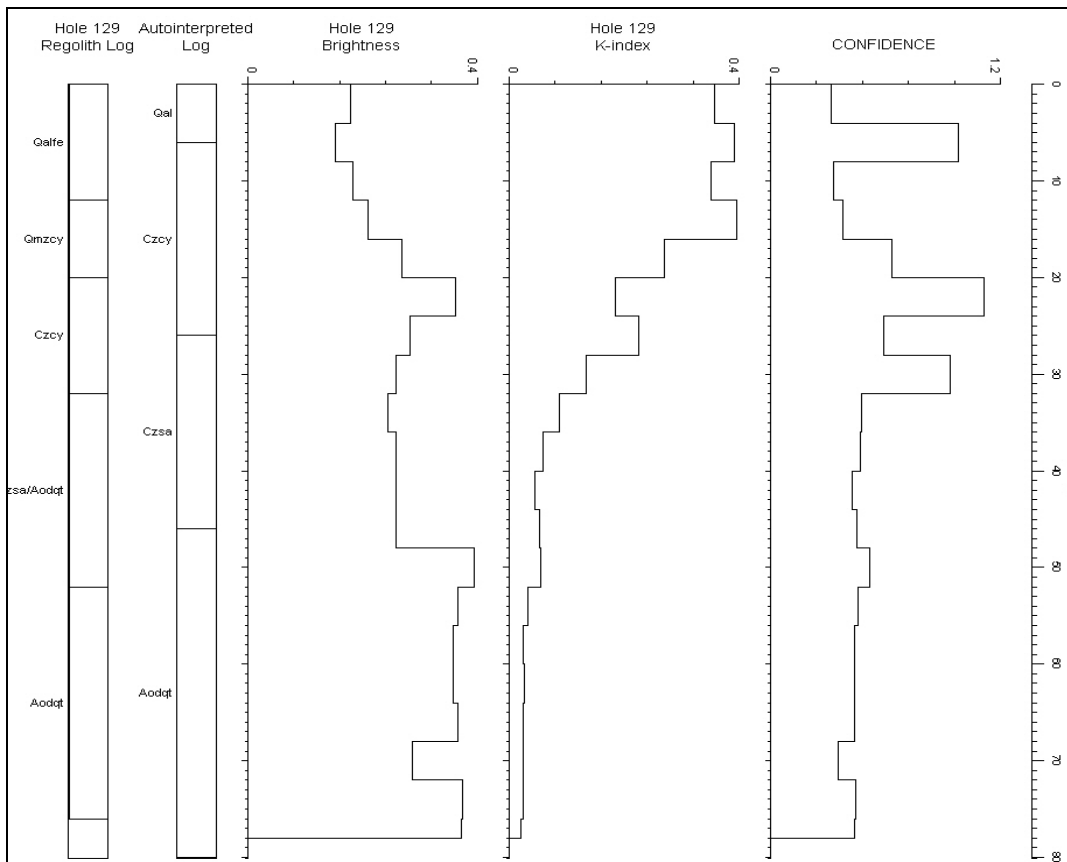 Hole 129
Regolith Log
Autointerpreted
Log
Hole 129
Brightness
Hole 129
K-index
CONFIDENCE
0
0.4
0
0.4
0
1.2
Qalfe
Qmzcy
Czcy
zsa/Aodqt
Aodqt
Qal
Czcy
Czsa
Aodqt
0
10
20
30
40
50
60
70
80